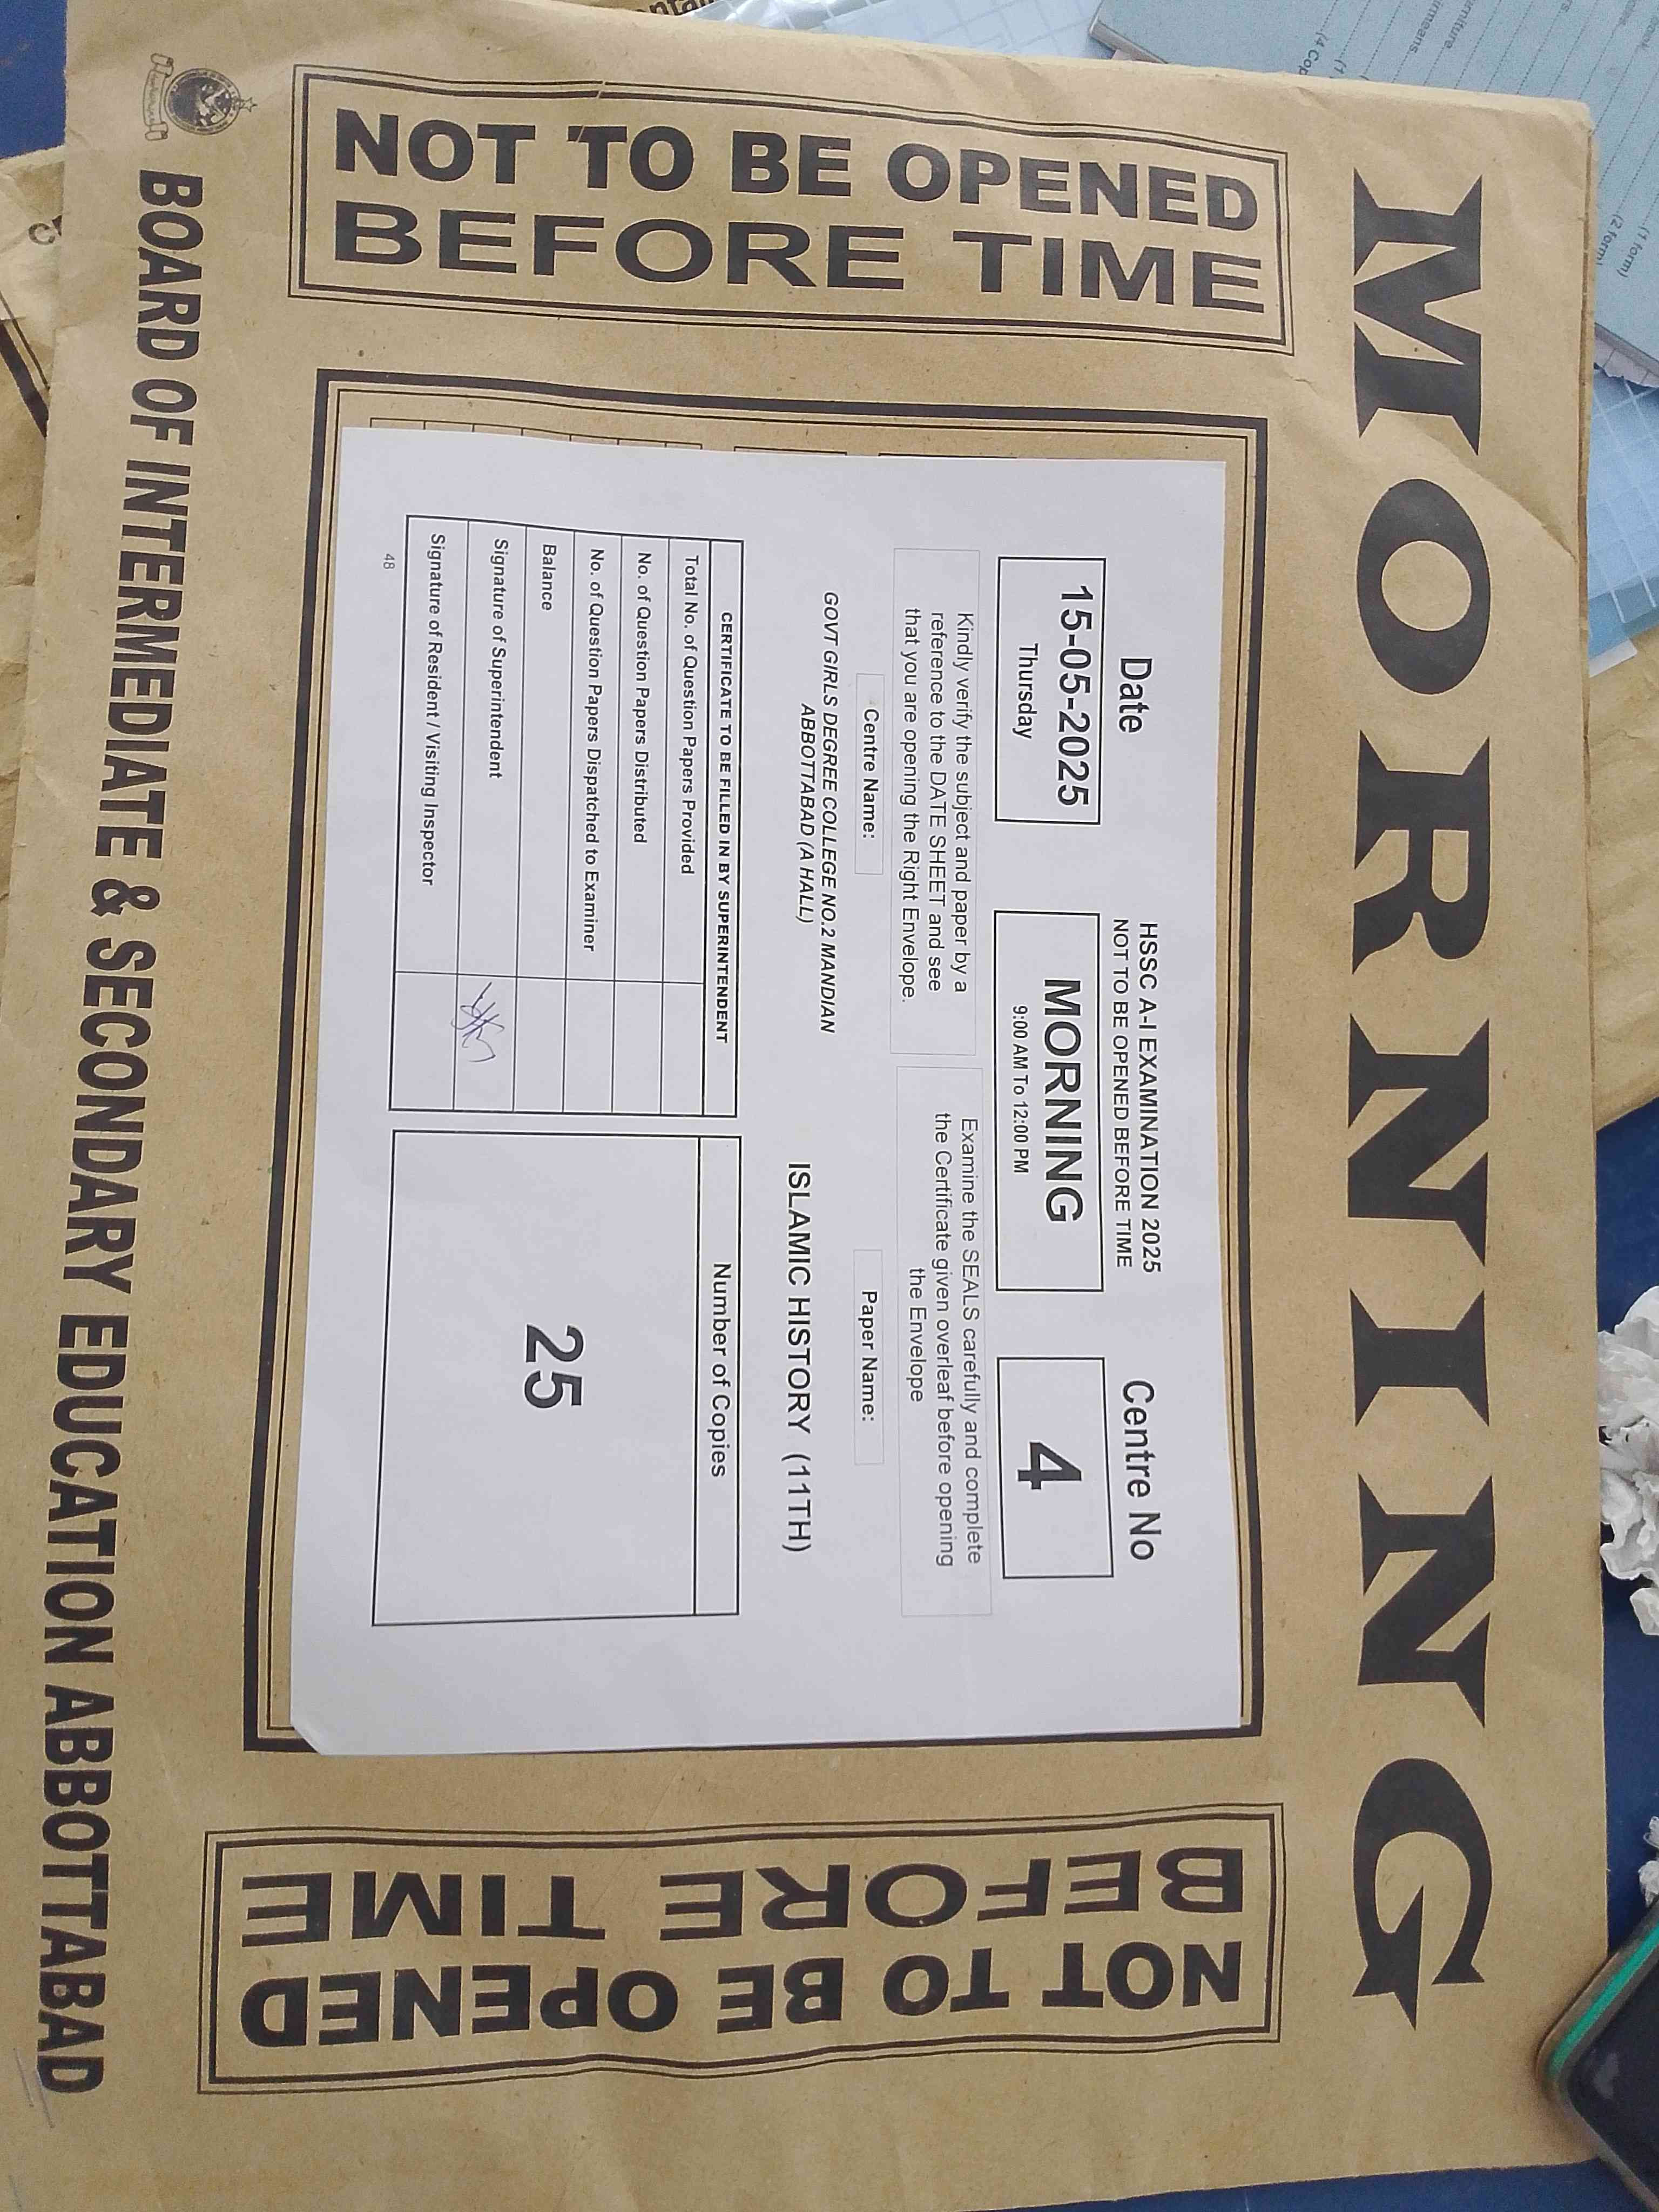 MORNING
NOT TO BE OPENED
BEFORE TIME
HSSC A-I EXAMINATION 2025
NOT TO BE OPENED BEFORE TIME
Date
15-05-2025
Thursday
MORNING
9:00 AM To 12:00 PM
Centre No
4
Kindly verify the subject and paper by a
reference to the DATE SHEET and see
that you are opening the Right Envelope.
Examine the SEALS carefully and complete
the Certificate given overleaf before opening
the Envelope
Centre Name:
GOVT GIRLS DEGREE COLLEGE NO.2 MANDIAN
ABBOTTABAD (A HALL)
Paper Name:
ISLAMIC HISTORY (11TH)
CERTIFICATE TO BE FILLED IN BY SUPERINTENDENT
Total No. of Question Papers Provided
No. of Question Papers Distributed
No. of Question Papers Dispatched to Examiner
Balance
Signature of Superintendent
Signature of Resident / Visiting Inspector
48
Number of Copies
25
NOT TO BE OPENED
BEFORE TIME
BOARD OF INTERMEDIATE & SECONDARY EDUCATION ABBOTTABAD
(1 form)
(2 form)